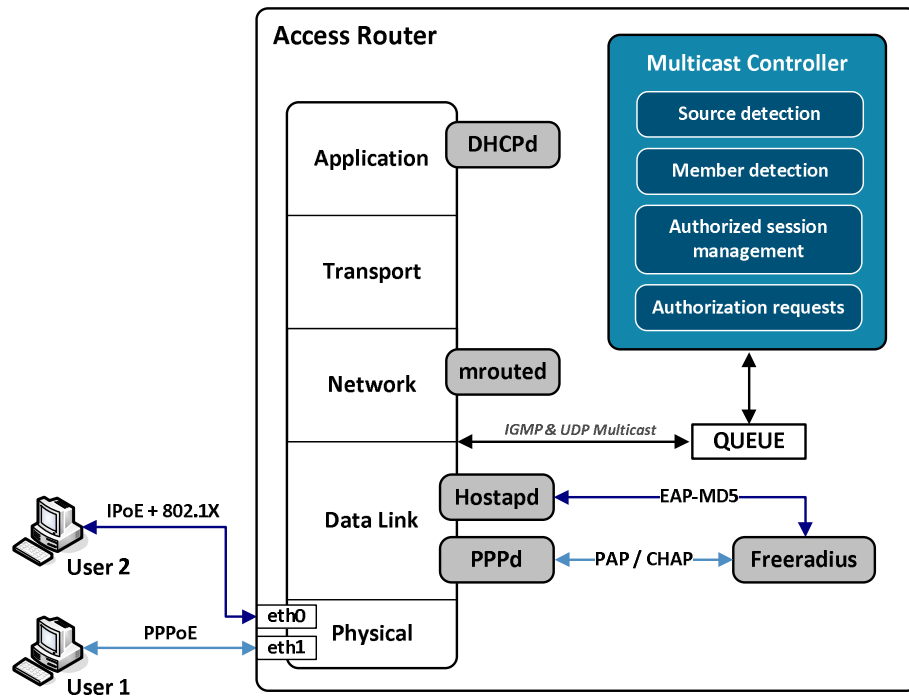 Access Router
Multicast Controller
Source detection
Member detection
Authorized session
management
Authorization requests
Application
DHCPd
Transport
Network
mrouted
IGMP & UDP Multicast
QUEUE
Data Link
Hostapd
EAP-MD5
PPPd
PAP / CHAP
Freeradius
IPoE + 802.1X
User 2
eth0
Physical
eth1
PPPoE
User 1